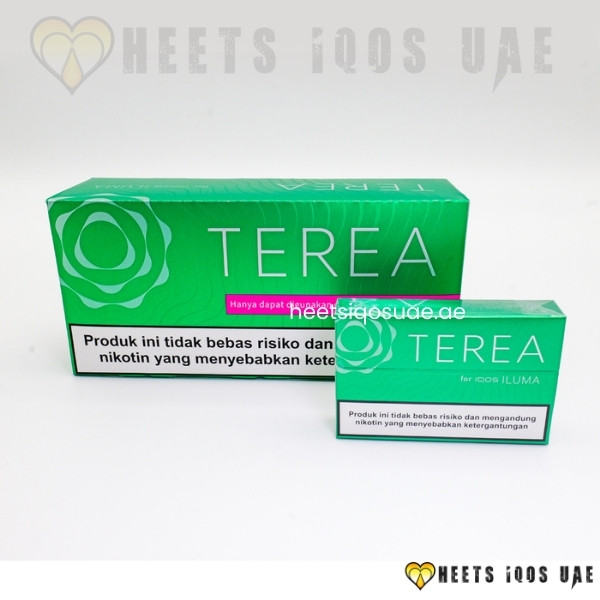 HEETS iQOS UAE
TEREA
TEREA
Hanya dapat digunakan
heetsiqosuae.ae
Produk ini tidak bebas risiko dan
nikotin yang menyebabkan
TEREA
for IQOS ILUMA
Produk ini tidak bebas risiko dan mengandung
nikotin yang menyebabkan ketergantungan
HEETS iQOS UAE